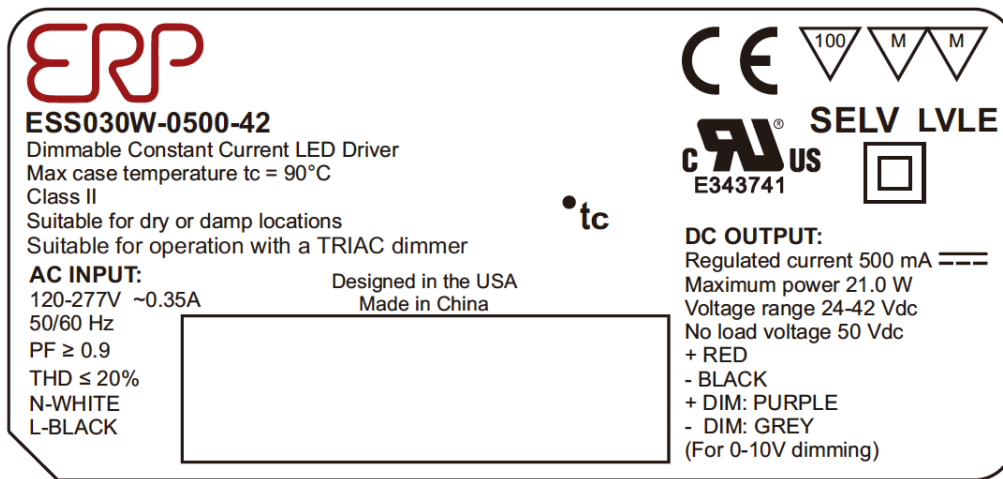 ERP
ESS030W-0500-42
Dimmable Constant Current LED Driver
Max case temperature tc = 90°C
Class II
Suitable for dry or damp locations
Suitable for operation with a TRIAC dimmer
AC INPUT:
120-277V ~0.35A
50/60 Hz
PF ≥ 0.9
THD ≤ 20%
N-WHITE
L-BLACK
Designed in the USA
Made in China
tc
CE
100 M M
SELV LVLE
C RU ® US
E343741
DC OUTPUT:
Regulated current 500 mA
Maximum power 21.0 W
Voltage range 24-42 Vdc
No load voltage 50 Vdc
+ RED
- BLACK
+ DIM: PURPLE
- DIM: GREY
(For 0-10V dimming)